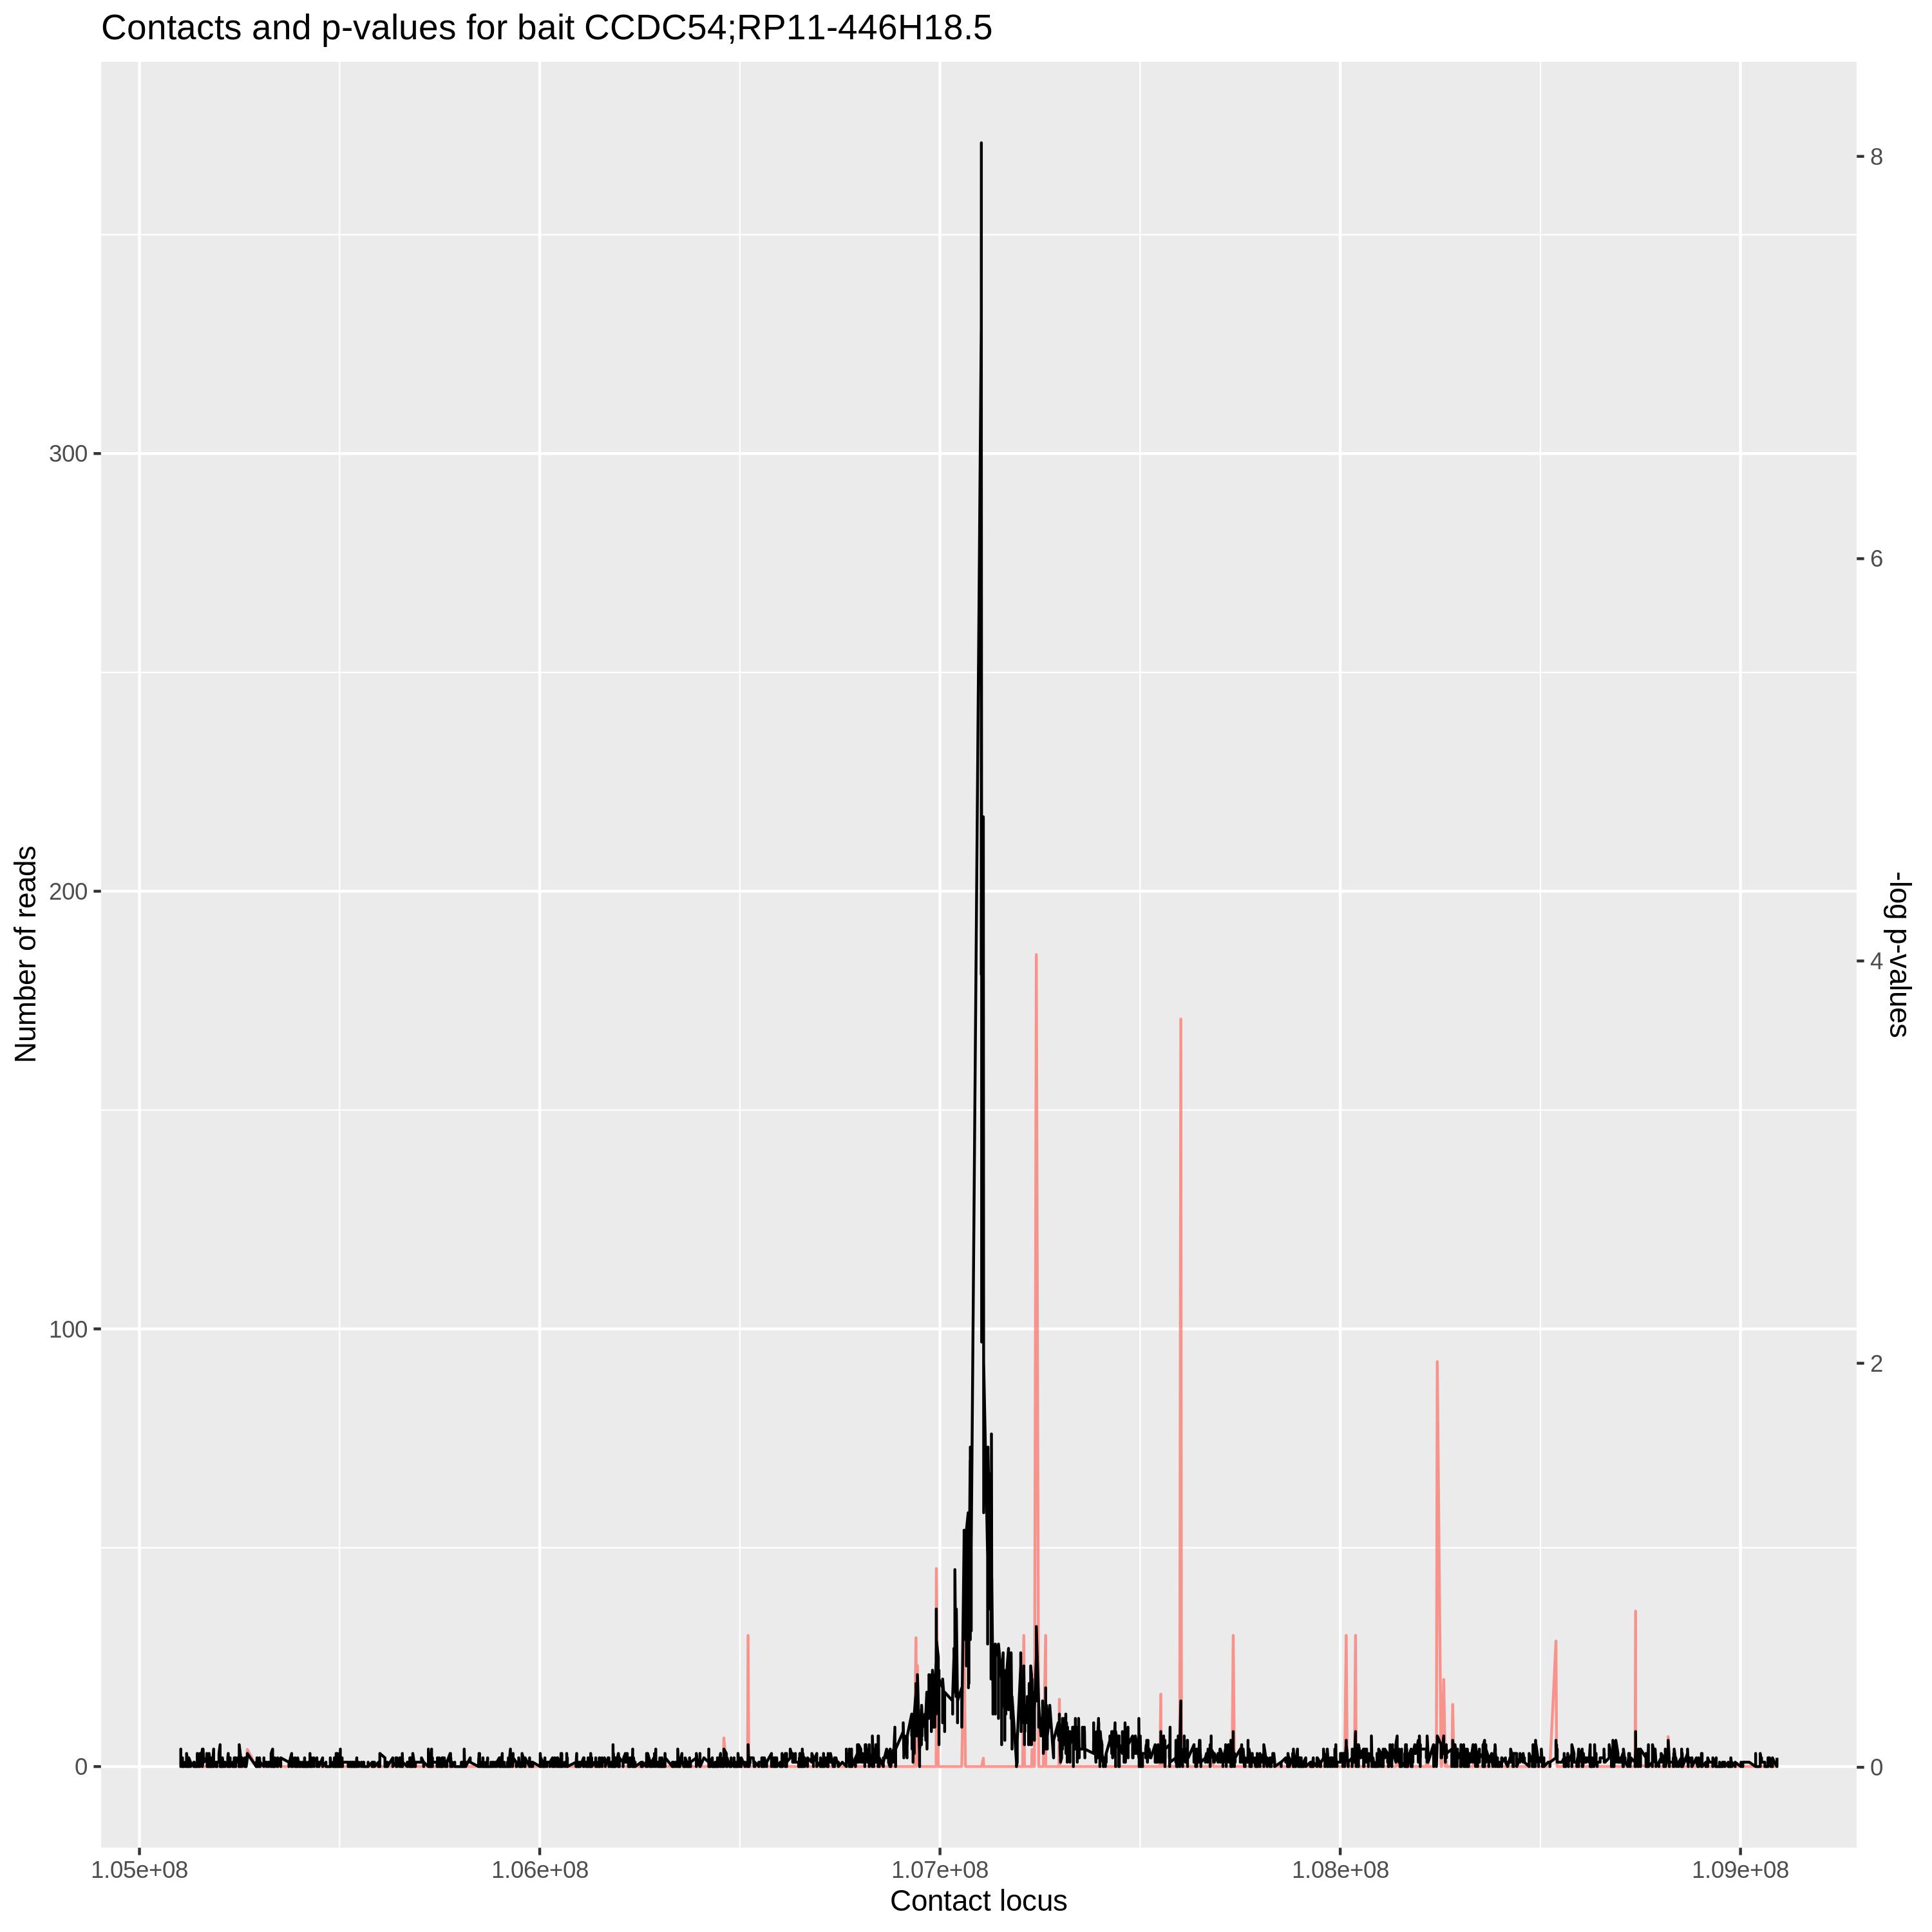 Contacts and p-values for bait CCDC54;RP11-446H18.5
8
6
4
2
0
300
200
100
0
Number of reads
-log p-values
1.05e+08
1.06e+08
1.07e+08
1.08e+08
1.09e+08
Contact locus